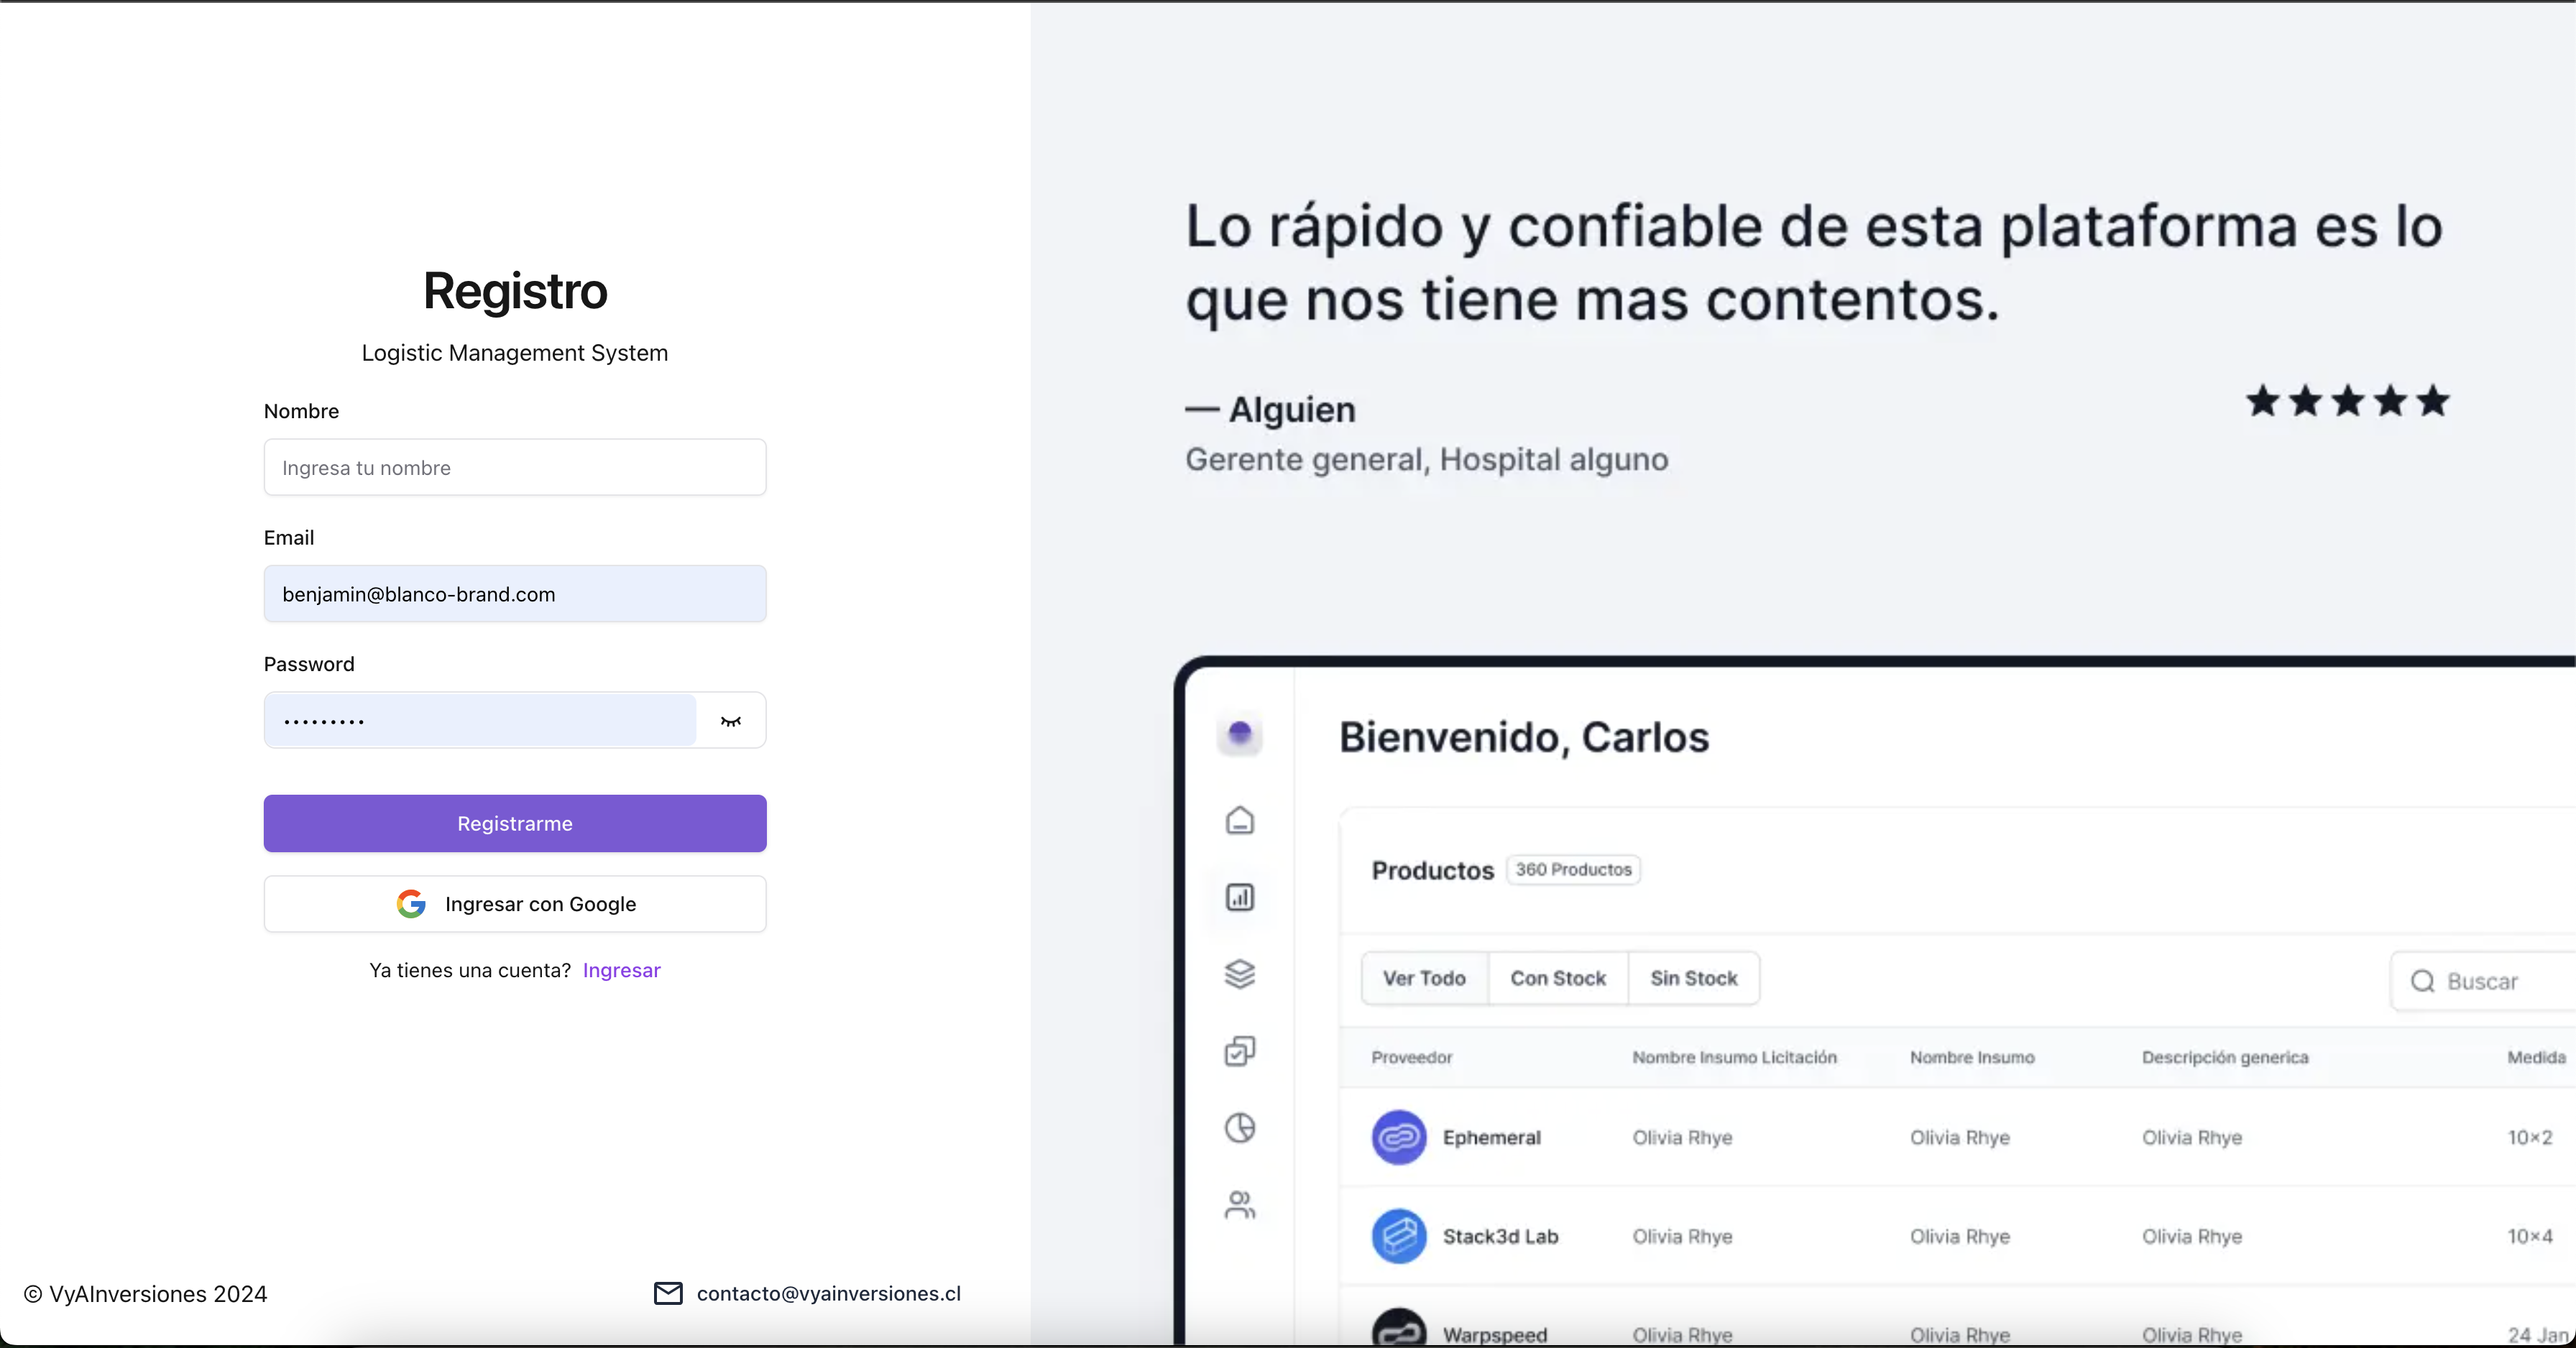 Registro
Logistic Management System
Nombre
Ingresa tu nombre
Email
benjamin@blanco-brand.com
Password
•••••••••
Registrarme
Ingresar con Google
Ya tienes una cuenta? Ingresar
© VyAInversiones 2024
contacto@vyainversiones.cl
Lo rápido y confiable de esta plataforma es lo
que nos tiene mas contentos.
— Alguien
★★★★★
Gerente general, Hospital alguno
Bienvenido, Carlos
Productos 360 Productos
Ver Todo Con Stock Sin Stock
Buscar
Proveedor Nombre Insumo Licitación Nombre Insumo Descripción generica Medida
Ephemeral Olivia Rhye Olivia Rhye Olivia Rhye 10×2
Stack3d Lab Olivia Rhye Olivia Rhye Olivia Rhye 10×4
Warpspeed Olivia Rhye Olivia Rhye Olivia Rhye 24 Jan